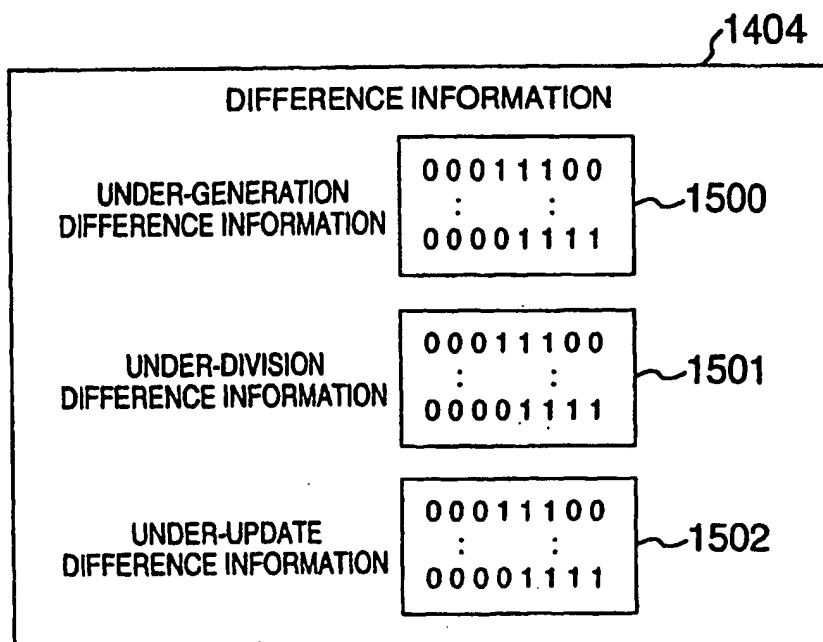 1404
DIFFERENCE INFORMATION
UNDER-GENERATION
DIFFERENCE INFORMATION
00011100
: :
00001111
1500
UNDER-DIVISION
DIFFERENCE INFORMATION
00011100
: :
00001111
1501
UNDER-UPDATE
DIFFERENCE INFORMATION
00011100
: :
00001111
1502